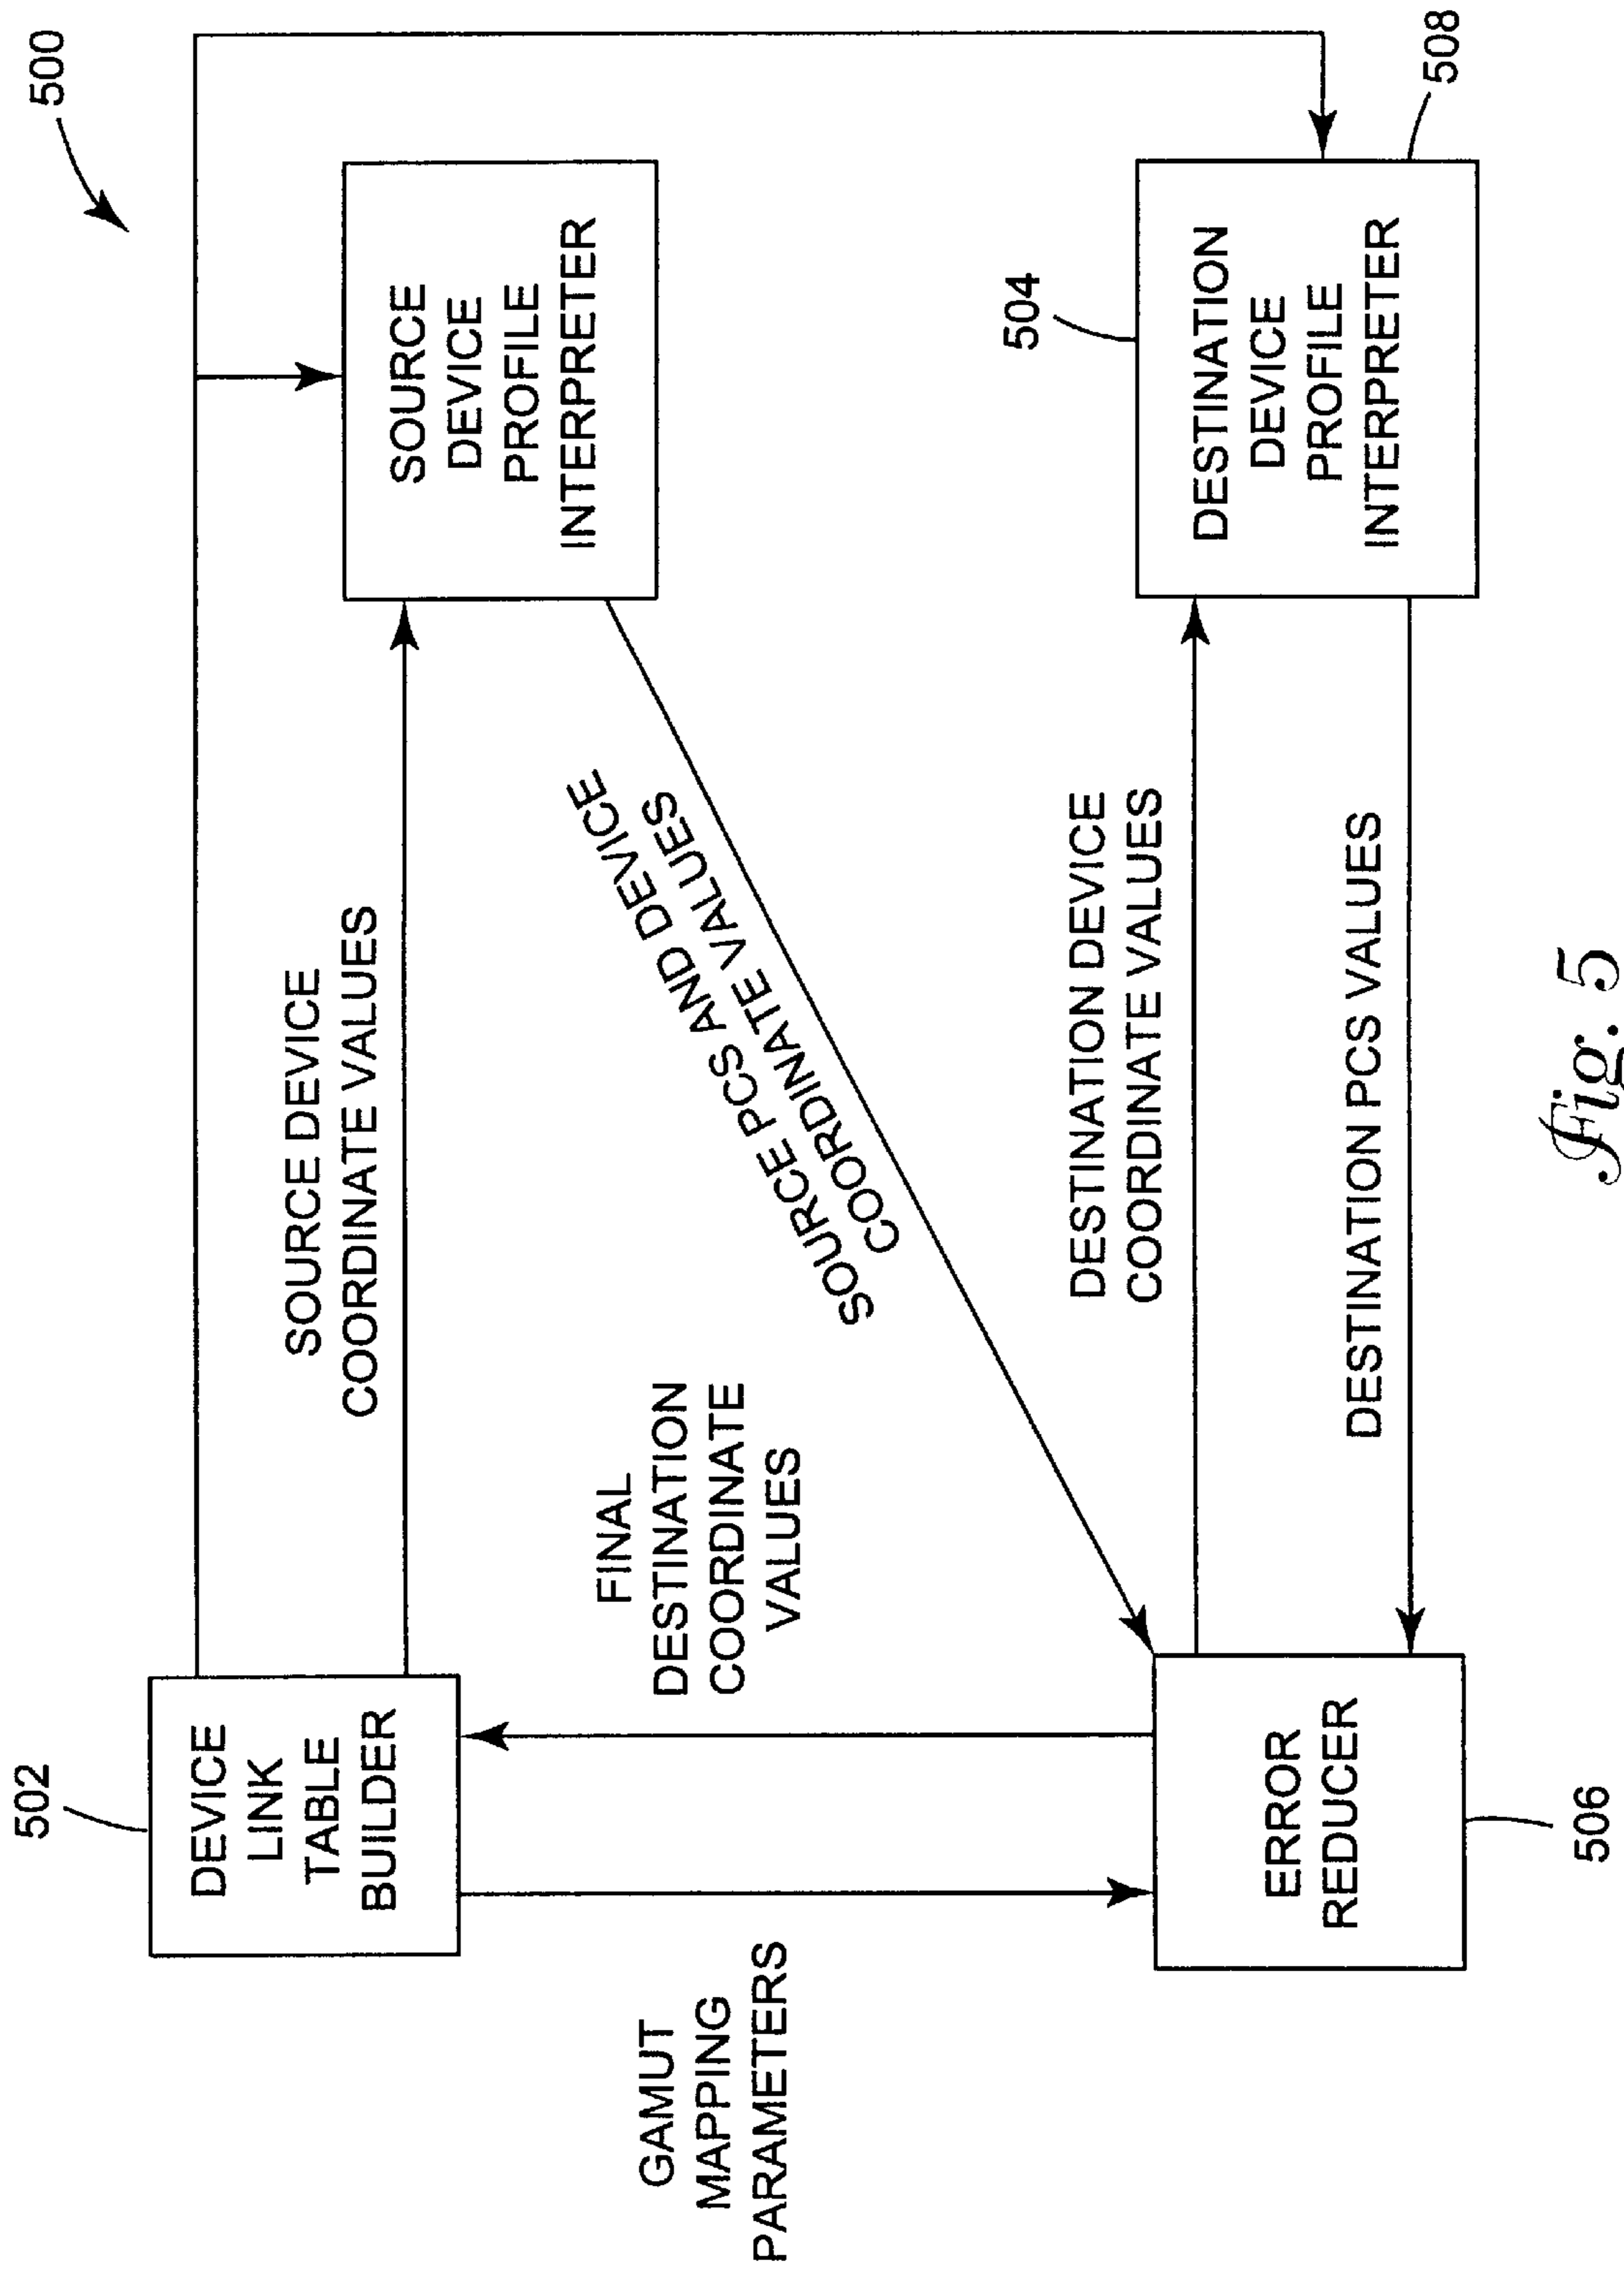 500
502
DEVICE
LINK
TABLE
BUILDER
SOURCE DEVICE
COORDINATE VALUES
SOURCE
DEVICE
PROFILE
INTERPRETER
GAMUT
MAPPING
PARAMETERS
FINAL
DESTINATION
COORDINATE
VALUES
SOURCE PCS AND DEVICE
COORDINATE VALUES
504
506
ERROR
REDUCER
DESTINATION DEVICE
COORDINATE VALUES
DESTINATION PCS VALUES
DESTINATION
DEVICE
PROFILE
INTERPRETER
508
Fig. 5